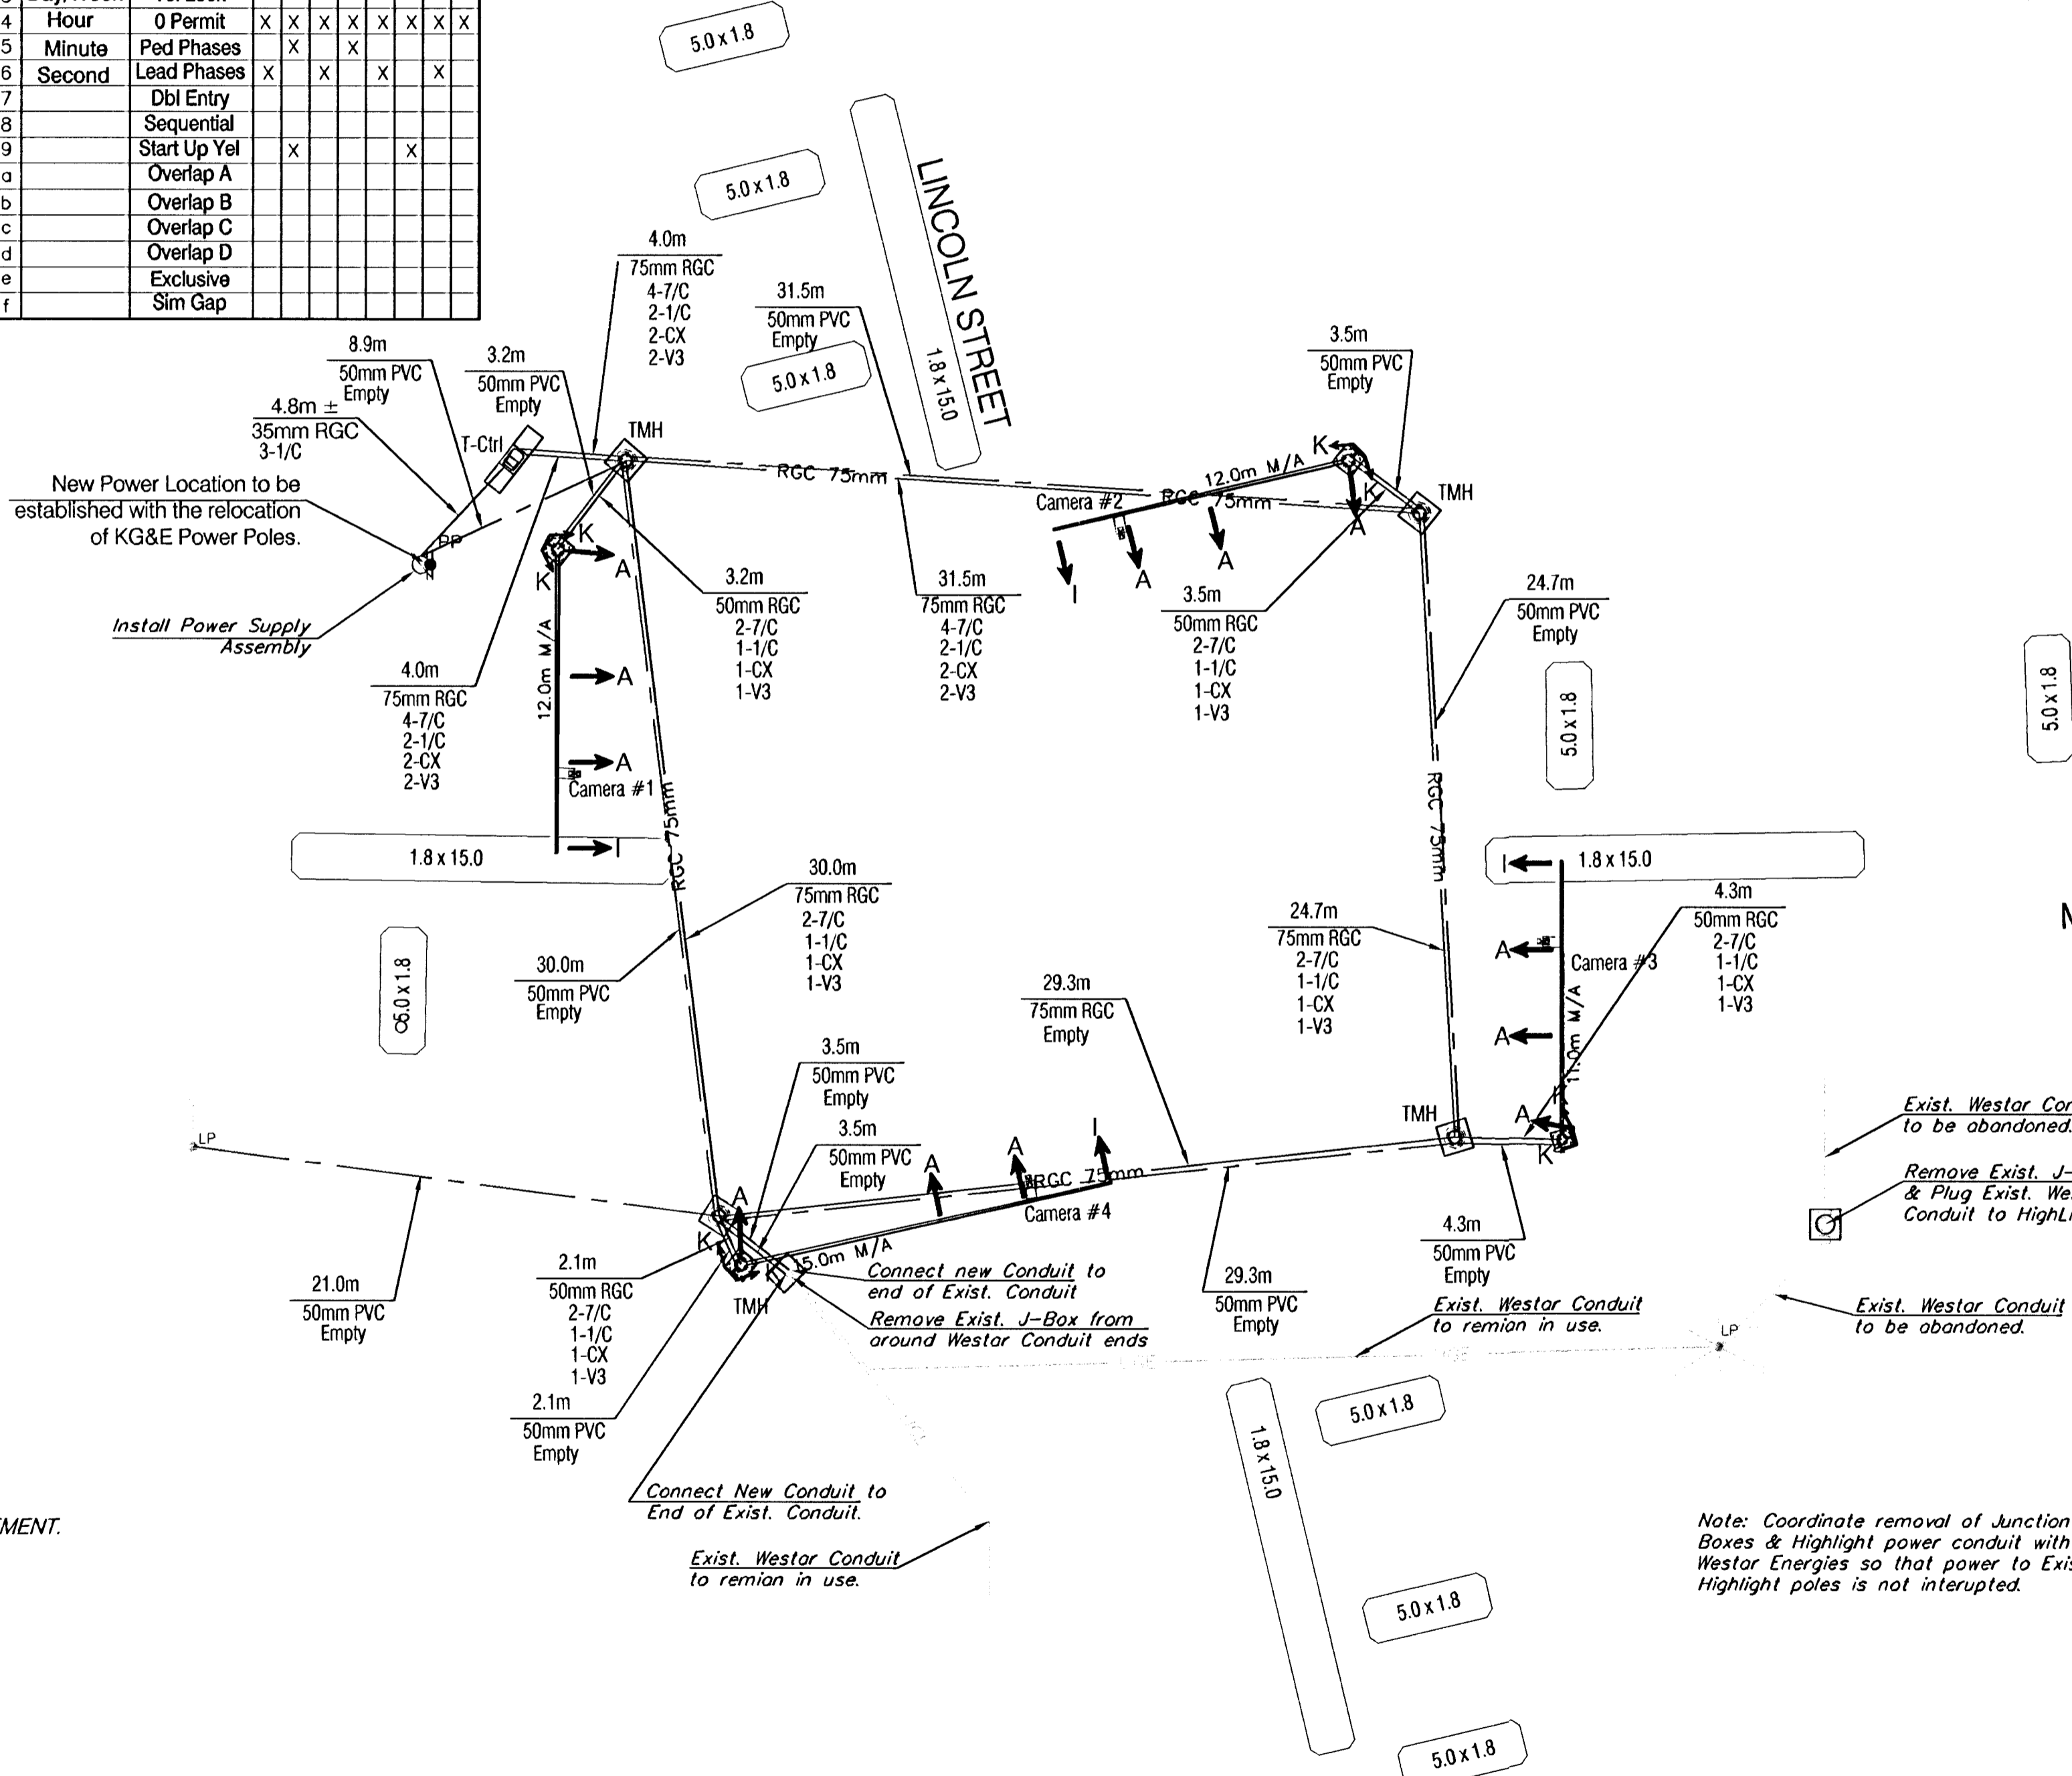 4 Hour 0 Permit X X X X X X X X
5 Minute Ped Phases X X
6 Second Lead Phases X X X X
7 Dbl Entry
8 Sequential
9 Start Up Yel X X
a Overlap A
b Overlap B
c Overlap C
d Overlap D
e Exclusive
f Sim Gap
5.0 x 1.8
5.0 x 1.8
5.0 x 1.8
LINCOLN STREET
1.8 x 15.0
4.0m
75mm RGC
4-7/C
2-1/C
2-CX
2-V3
31.5m
50mm PVC
Empty
8.9m
50mm PVC
Empty
3.2m
50mm PVC
Empty
3.5m
50mm PVC
Empty
4.8m ±
35mm RGC
3-1/C
T-Ctrl
TMH
RGC 75mm
12.0m M/A
Camera #2
RGC 75mm
K
K
A
TMH
New Power Location to be
established with the relocation
of KG&E Power Poles.
PP
N
K
K
A
A
A
I
12.0m M/A
Camera #1
I
A
A
Install Power Supply
Assembly
4.0m
75mm RGC
4-7/C
2-1/C
2-CX
2-V3
3.2m
50mm RGC
2-7/C
1-1/C
1-CX
1-V3
31.5m
75mm RGC
4-7/C
2-1/C
2-CX
2-V3
3.5m
50mm RGC
2-7/C
1-1/C
1-CX
1-V3
24.7m
50mm PVC
Empty
5.0 x 1.8
5.0 x 1.8
RGC 75mm
RGC 75mm
1.8 x 15.0
I
1.8 x 15.0
30.0m
75mm RGC
2-7/C
1-1/C
1-CX
1-V3
30.0m
50mm PVC
Empty
5.0 x 1.8
24.7m
75mm RGC
2-7/C
1-1/C
1-CX
1-V3
4.3m
50mm RGC
2-7/C
1-1/C
1-CX
1-V3
A
Camera #3
A
11.0m M/A
29.3m
75mm RGC
Empty
3.5m
50mm PVC
Empty
3.5m
50mm PVC
Empty
LP
TMH
A
K
K
A
A
A
I
RGC 75mm
Camera #4
15.0m M/A
K
TMH
21.0m
50mm PVC
Empty
2.1m
50mm RGC
2-7/C
1-1/C
1-CX
1-V3
2.1m
50mm PVC
Empty
Connect new Conduit to
end of Exist. Conduit
Remove Exist. J-Box from
around Westar Conduit ends
29.3m
50mm PVC
Empty
4.3m
50mm PVC
Empty
Exist. Westar Conduit
to remian in use.
LP
Exist. Westar Con
to be abandoned.
Remove Exist. J-
& Plug Exist. We
Conduit to HighLi
Exist. Westar Conduit
to be abandoned.
Connect New Conduit to
End of Exist. Conduit.
Exist. Westar Conduit
to remian in use.
1.8 x 15.0
5.0 x 1.8
5.0 x 1.8
5.0 x 1.8
EMENT.
Note: Coordinate removal of Junction
Boxes & Highlight power conduit with
Westar Energies so that power to Exis
Highlight poles is not interupted.